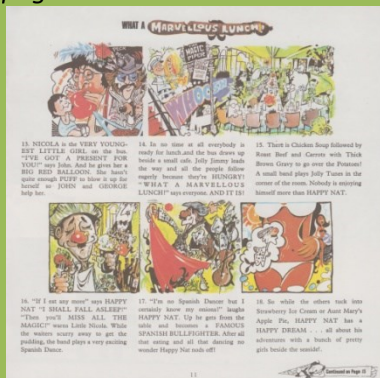 WHAT A MARVELLOUS LUNCH!
MAGIC
WHOOSH
13. NICOLA is the VERY YOUNG-
EST LITTLE GIRL on the bus.
"I'VE GOT A PRESENT FOR
YOU!" says John. And he gives her a
BIG RED BALLOON. She hasn't
quite enough PUFF to blow it up for
herself so JOHN and GEORGE
help her.
14. In no time at all everybody is
ready for lunch and the bus draws up
beside a small cafe. Jolly Jimmy leads
the way and all the people follow
eagerly because they're HUNGRY!
"WHAT A MARVELLOUS
LUNCH!" says everyone. AND IT IS!
15. There is Chicken Soup followed by
Roast Beef and Carrots with Thick
Brown Gravy to go over the Potatoes!
A small band plays Jolly Tunes in the
corner of the room. Nobody is enjoying
himself more than HAPPY NAT.
16. "If I eat any more" says HAPPY
NAT "I SHALL FALL ASLEEP!"
"Then you'll MISS ALL THE
MAGIC!" warns Little Nicola. While
the waiters scurry away to get the
pudding, the band plays a very exciting
Spanish Dance.
17. "I'm no Spanish Dancer but I
certainly know my onions!" laughs
HAPPY NAT. Up he gets from the
table and becomes a FAMOUS
SPANISH BULLFIGHTER. After all
that eating and all that dancing no
wonder Happy Nat nods off!
18. So while the others tuck into
Strawberry Ice Cream or Aunt Mary's
Apple Pie, HAPPY NAT has a
HAPPY DREAM . . . all about his
adventures with a bunch of pretty
girls beside the seaside!.
11
Continued on Page 15